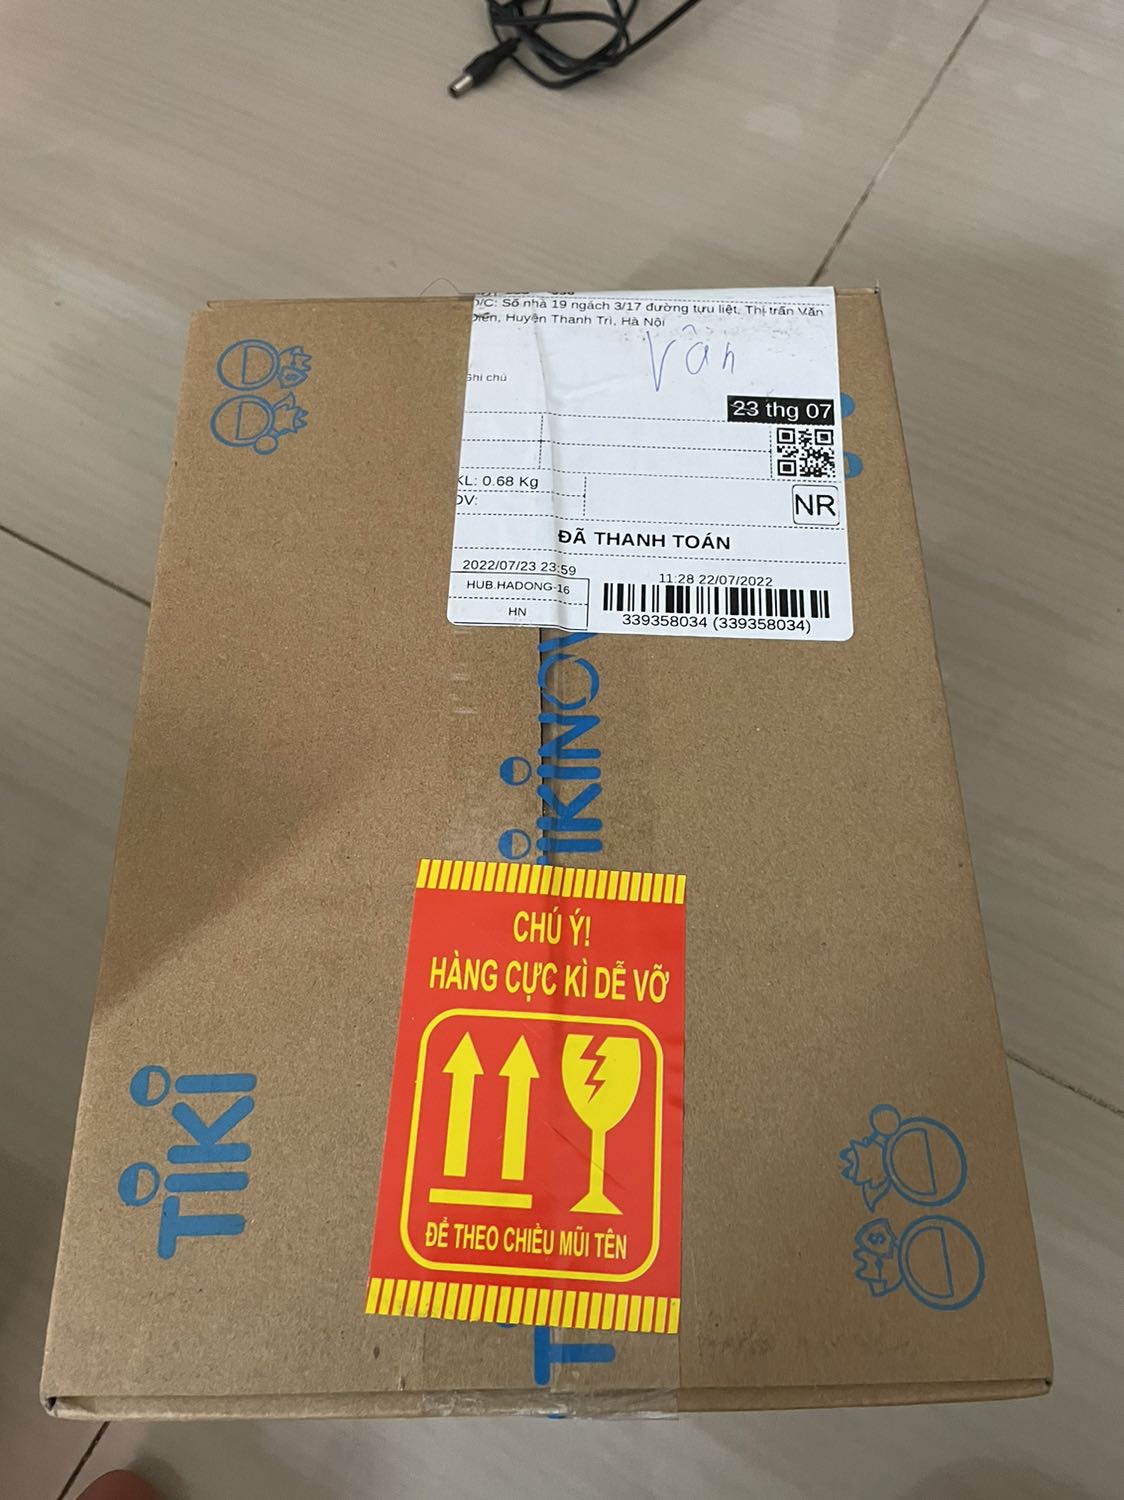 Đ/C: Số nhà 19 ngách 3/17 đường tựu liệt, Thị trấn Văn
Điển, Huyện Thanh Trì, Hà Nội
Vân
Ghi chú
23 thg 07
KL: 0.68 Kg
NR
DV:
ĐÃ THANH TOÁN
2022/07/23 23:59
11:28 22/07/2022
HUB.HADONG-16
HN
339358034 (339358034)
TIKINOV
CHÚ Ý!
HÀNG CỰC KÌ DỄ VỠ
ĐỂ THEO CHIỀU MŨI TÊN
TIKI